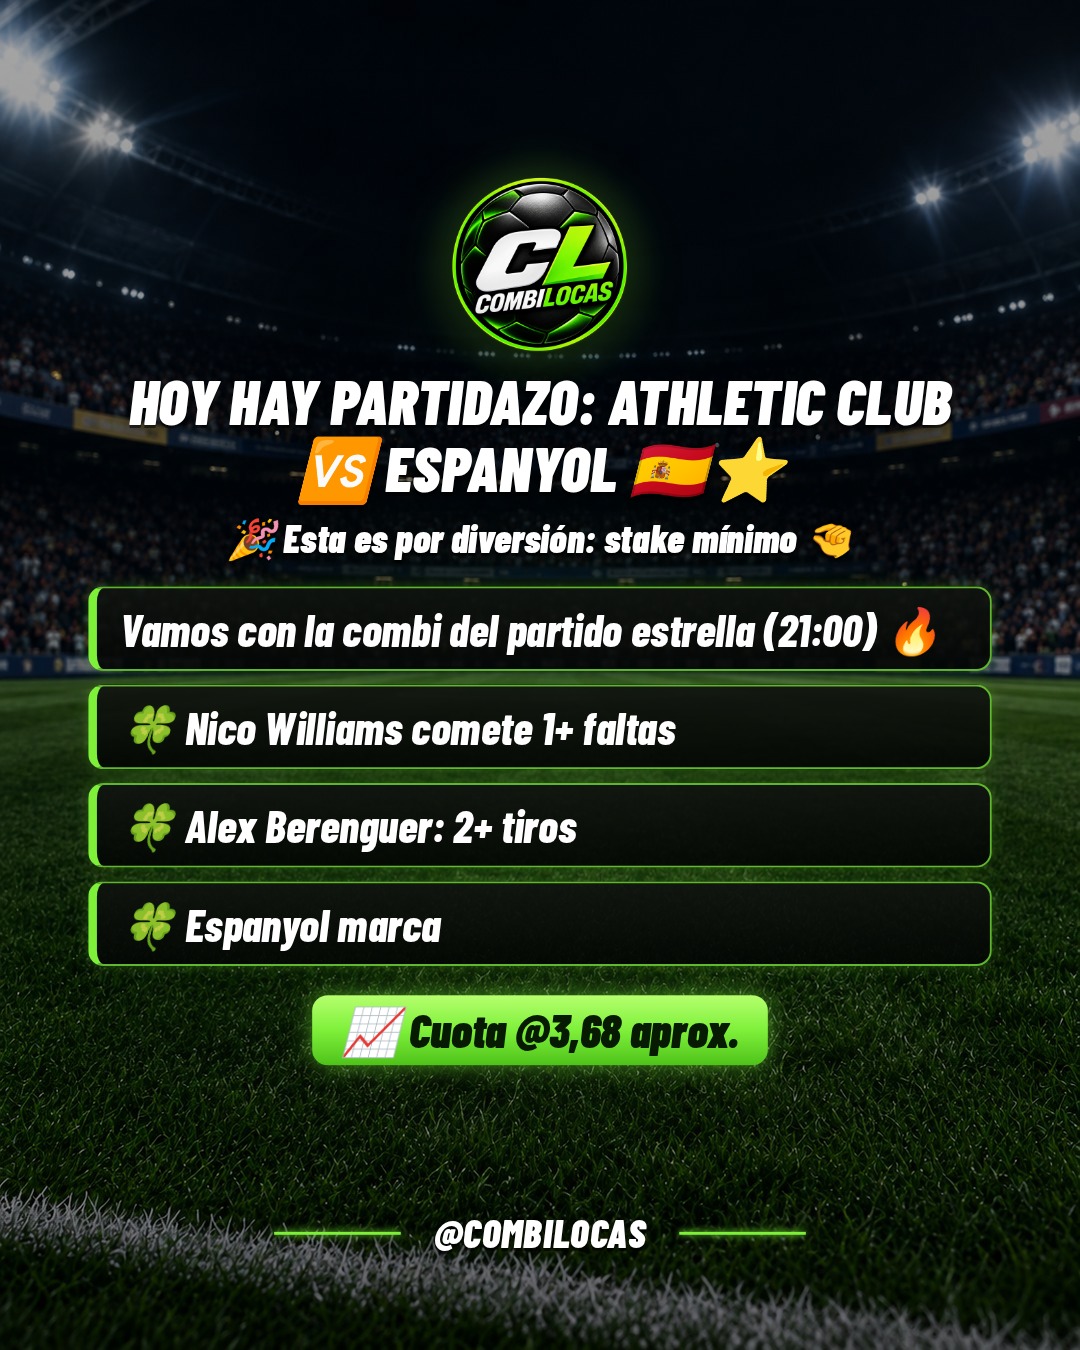 CL
COMBILOCAS
HOY HAY PARTIDAZO: ATHLETIC CLUB
🆚 ESPANYOL 🇪🇸⭐
🎉 Esta es por diversión: stake mínimo 🤏
Vamos con la combi del partido estrella (21:00) 🔥
🍀 Nico Williams comete 1+ faltas
🍀 Alex Berenguer: 2+ tiros
🍀 Espanyol marca
📈 Cuota @3,68 aprox.
@COMBILOCAS